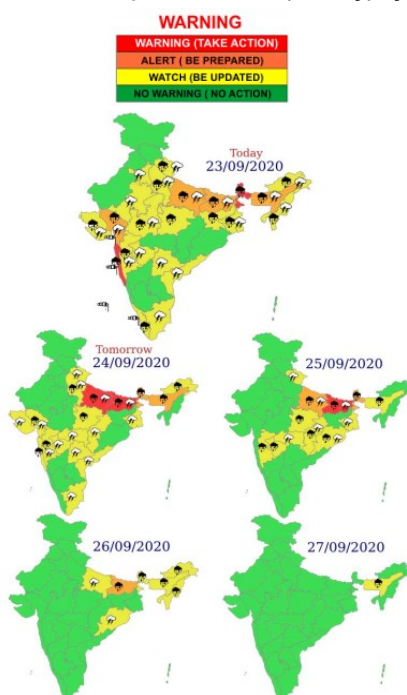 WARNING
WARNING (TAKE ACTION)
ALERT ( BE PREPARED)
WATCH (BE UPDATED)
NO WARNING ( NO ACTION)
Today
23/09/2020
Tomorrow
24/09/2020
25/09/2020
26/09/2020
27/09/2020